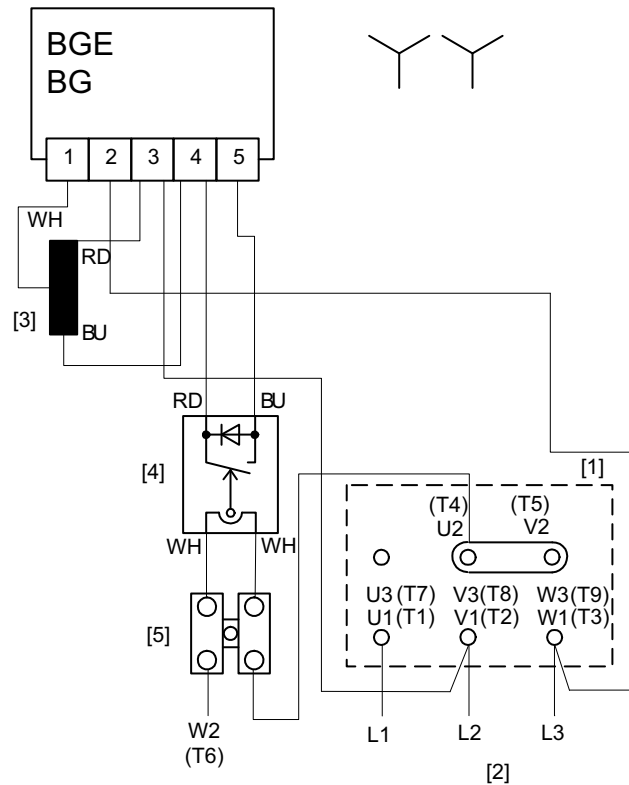 BGE
BG
1 2 3 4 5
WH
RD
[3]
BU
RD BU
[4]
[1]
(T4) (T5)
U2 V2
WH WH
U3 (T7) V3(T8) W3(T9)
U1 (T1) V1(T2) W1(T3)
[5]
W2
(T6)
L1 L2 L3
[2]